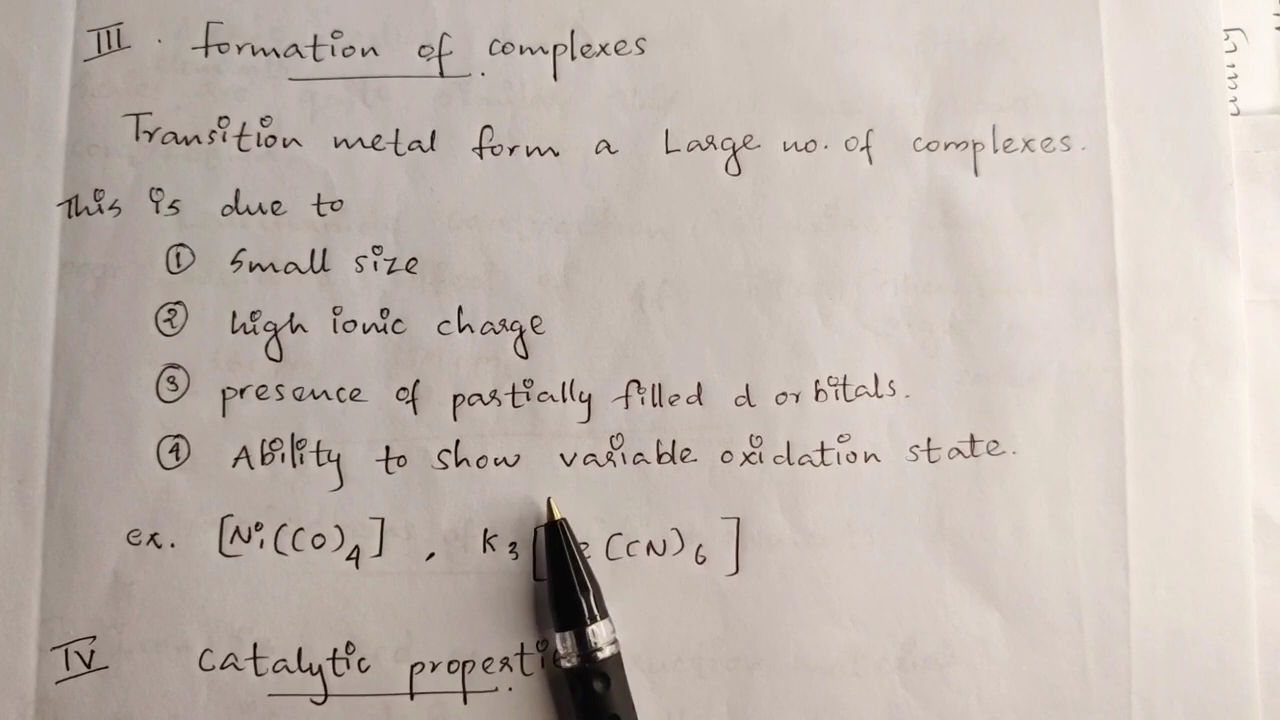 III. formation of complexes
Transition metal form a Large no. of complexes.
This is due to
① Small size
② high ionic charge
③ presence of partially filled d orbitals.
④ Ability to show variable oxidation state.
ex. [Ni(CO)4], K3[ (CN)6]
IV catalytic